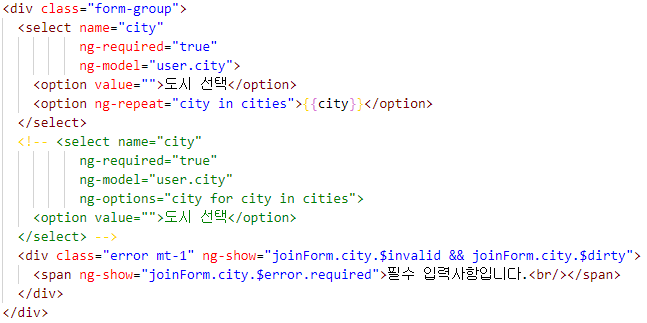 <div class="form-group">
  <select name="city"
          ng-required="true"
          ng-model="user.city">
    <option value="">도시 선택</option>
    <option ng-repeat="city in cities">{{city}}</option>
  </select>
  <!-- <select name="city"
          ng-required="true"
          ng-model="user.city"
          ng-options="city for city in cities">
    <option value="">도시 선택</option>
  </select> -->
  <div class="error mt-1" ng-show="joinForm.city.$invalid && joinForm.city.$dirty">
    <span ng-show="joinForm.city.$error.required">필수 입력사항입니다.<br/></span>
  </div>
</div>